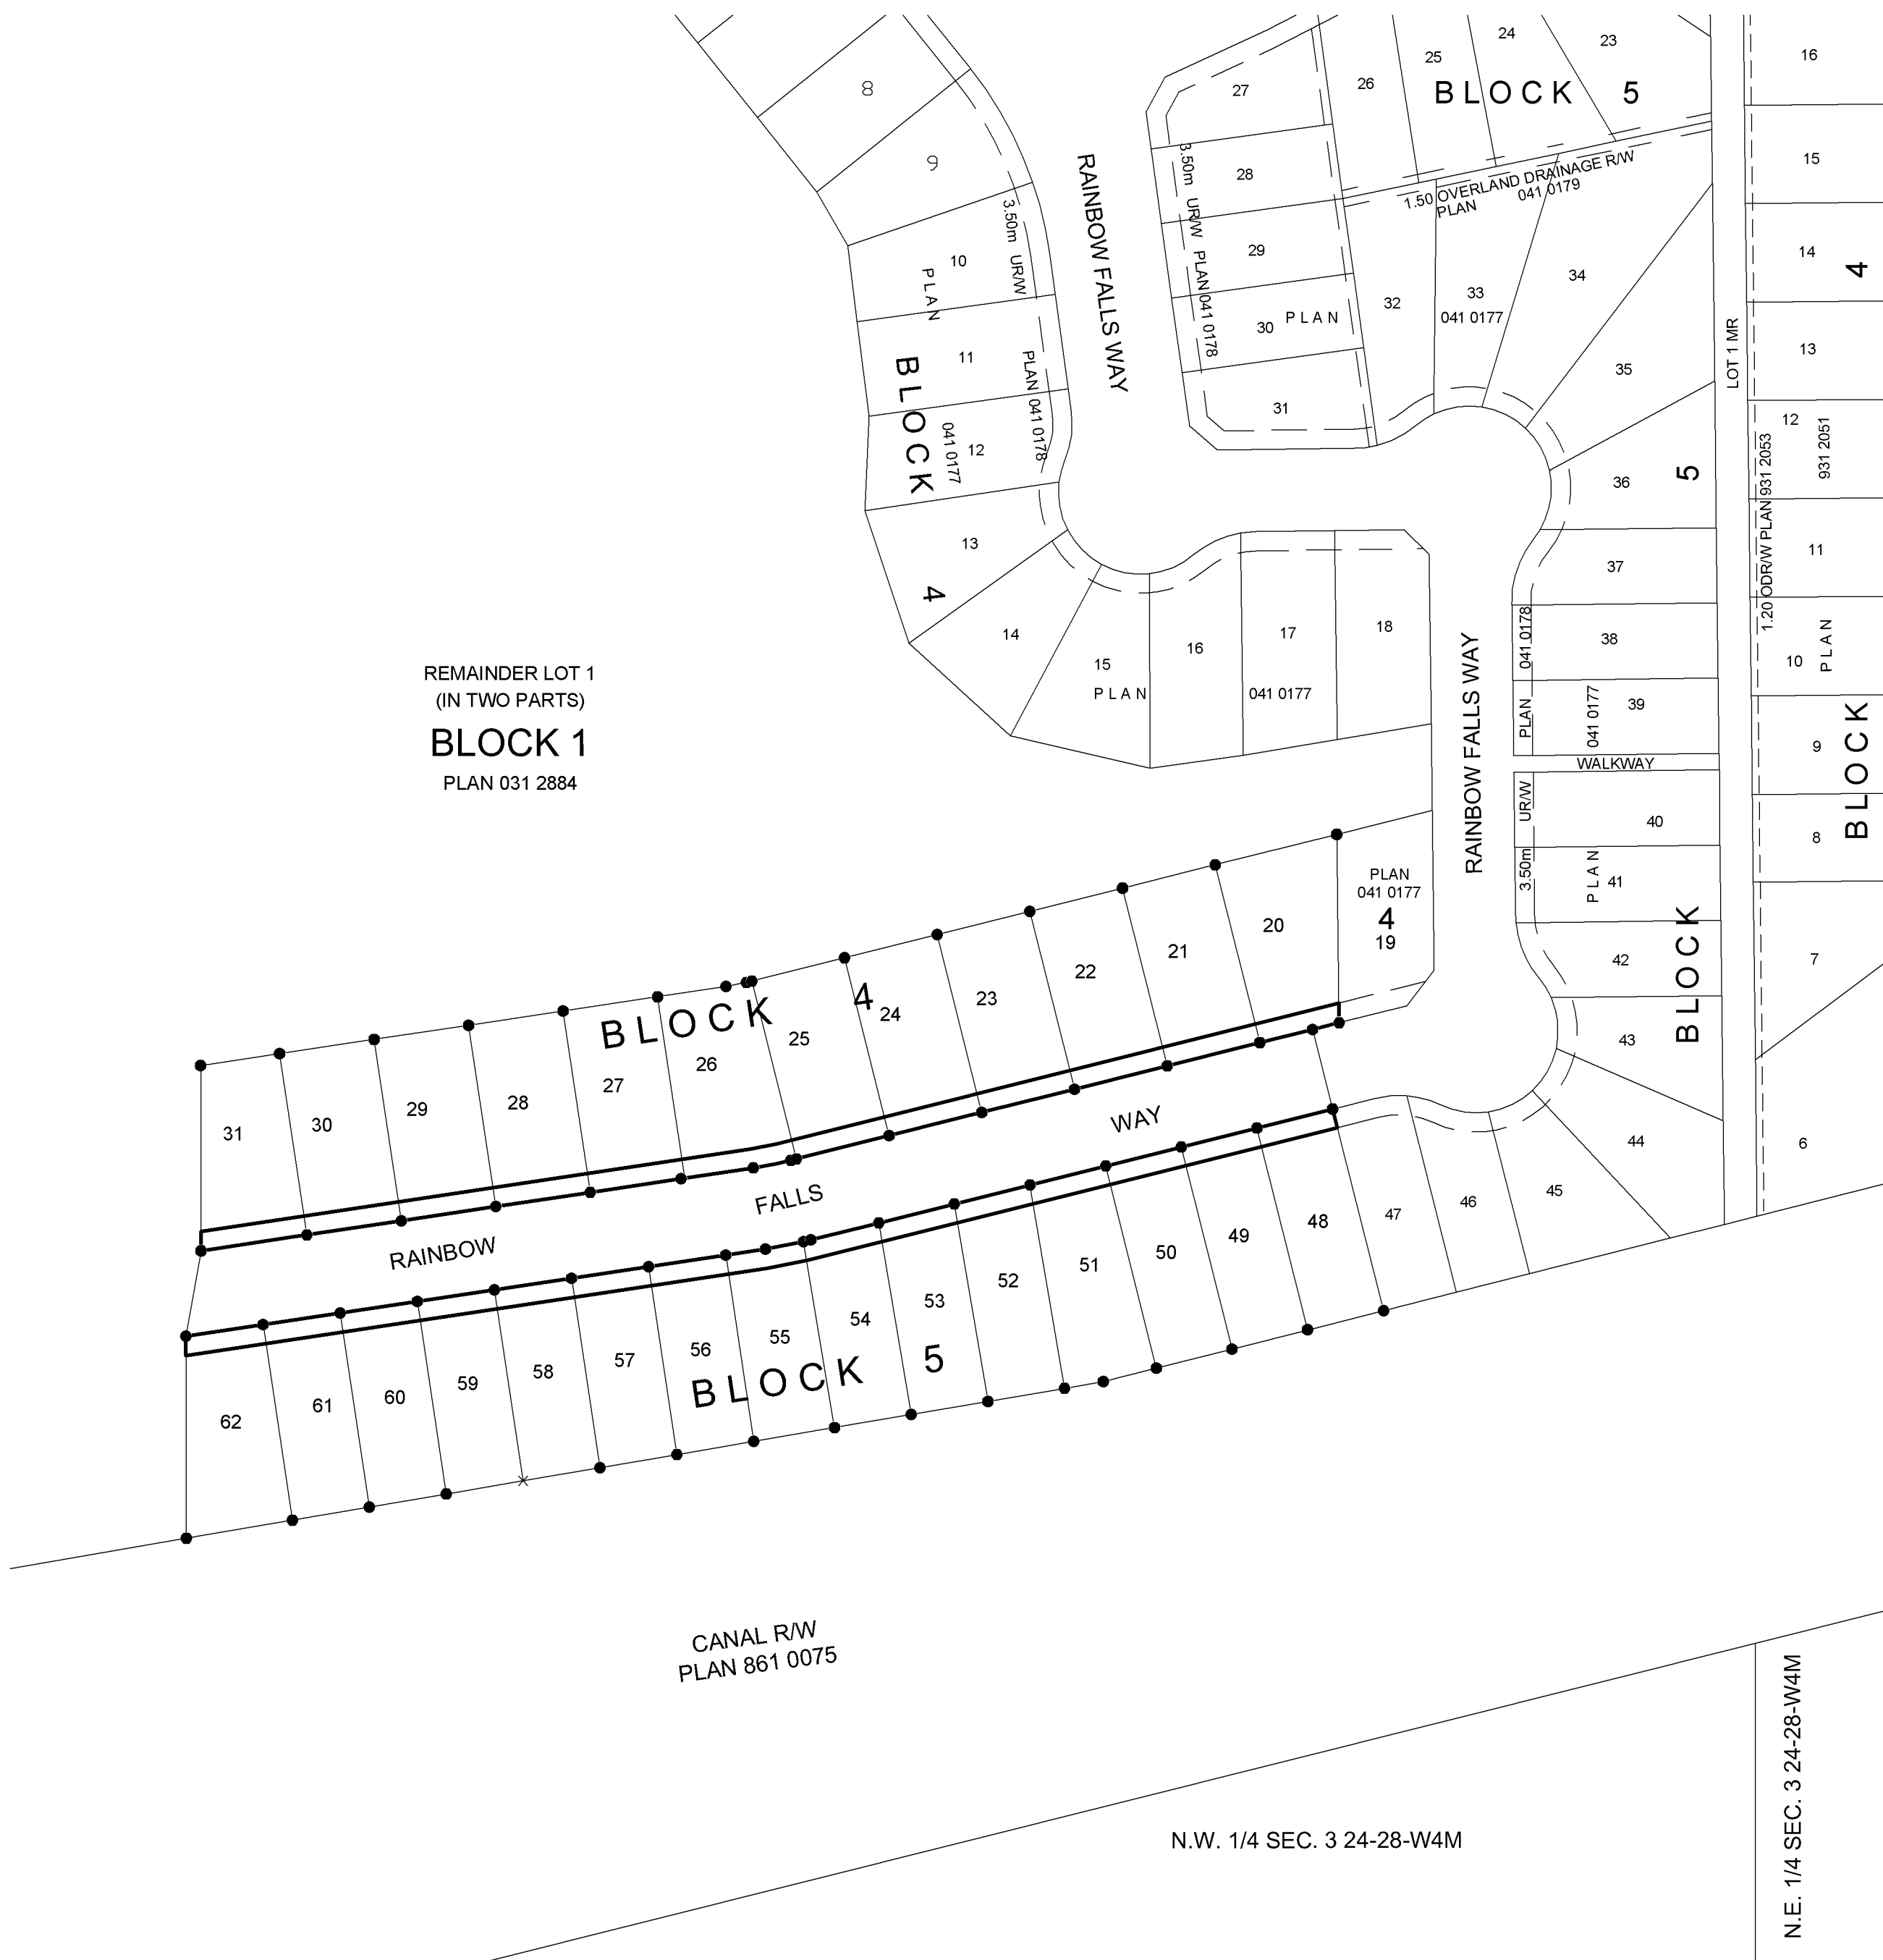 8
9
10
PLAN
11
BLOCK
12
041 0177
13
4
14
15
16
17
18
PLAN
041 0177
3.50m UR/W
PLAN 041 0178
RAINBOW FALLS WAY
27
28
29
30
PLAN
31
3.50m UR/W PLAN 041 0178
26
25
24
23
BLOCK 5
1.50 OVERLAND DRAINAGE R/W
PLAN 041 0179
32
33
041 0177
34
35
36
5
37
38
39
041 0177
PLAN 041 0178
WALKWAY
40
41
PLAN
3.50m UR/W
42
43
44
45
46
47
BLOCK
LOT 1 MR
RAINBOW FALLS WAY
16
15
14
4
13
12
931 2051
1.20 ODR/W PLAN 931 2053
11
10
PLAN
9
BLOCK
8
7
6
REMAINDER LOT 1
(IN TWO PARTS)
BLOCK 1
PLAN 031 2884
PLAN
041 0177
4
19
20
21
22
23
24
25
26
27
28
29
30
31
BLOCK 4
RAINBOW
FALLS
WAY
48
49
50
51
52
53
54
55
56
57
58
59
60
61
62
BLOCK 5
CANAL R/W
PLAN 861 0075
N.W. 1/4 SEC. 3 24-28-W4M
N.E. 1/4 SEC. 3 24-28-W4M